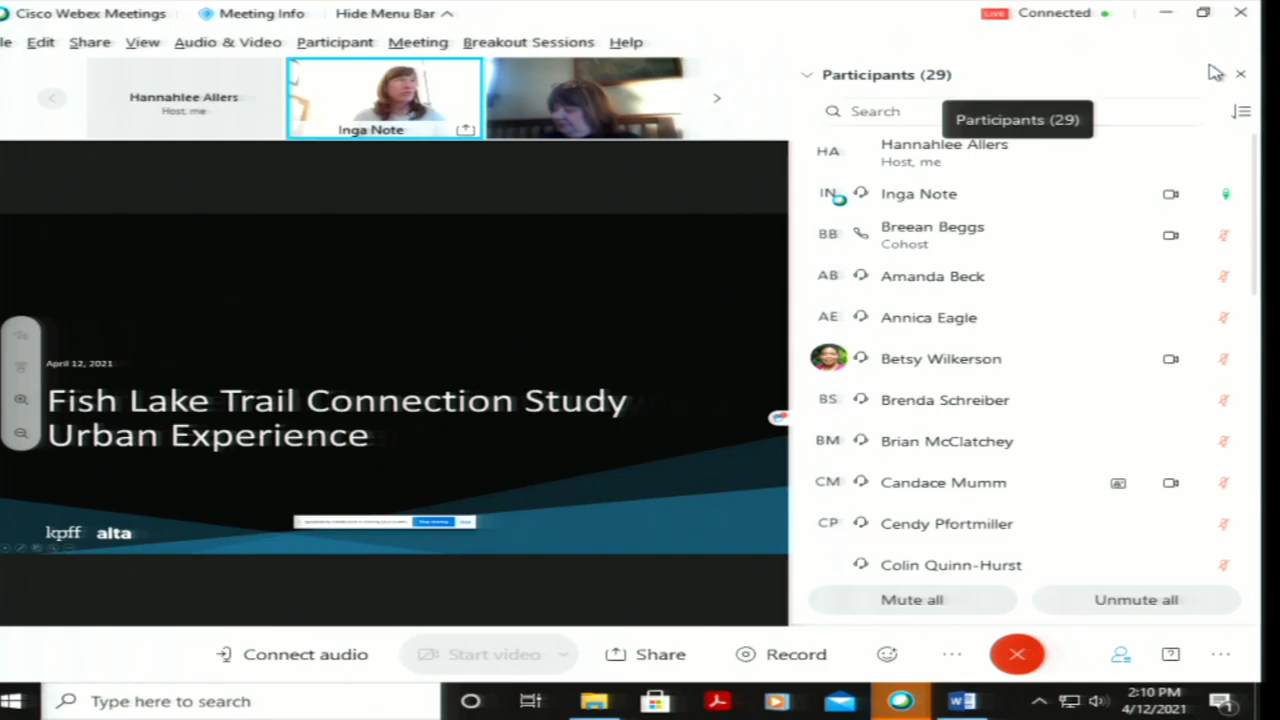 Cisco Webex Meetings
Meeting Info
Hide Menu Bar
LIVE
Connected
le
Edit
Share
View
Audio & Video
Participant
Meeting
Breakout Sessions
Help
Hannahlee Allers
Host, me
Inga Note
Participants (29)
Search
Participants (29)
HA
Hannahlee Allers
Host, me
IN
Inga Note
BB
Breean Beggs
Cohost
AB
Amanda Beck
AE
Annica Eagle
Betsy Wilkerson
BS
Brenda Schreiber
BM
Brian McClatchey
CM
Candace Mumm
CP
Cendy Pfortmiller
Colin Quinn-Hurst
Mute all
Unmute all
April 12, 2021
Fish Lake Trail Connection Study
Urban Experience
kpff
alta
Connect audio
Start video
Share
Record
Type here to search
2:10 PM
4/12/2021
1